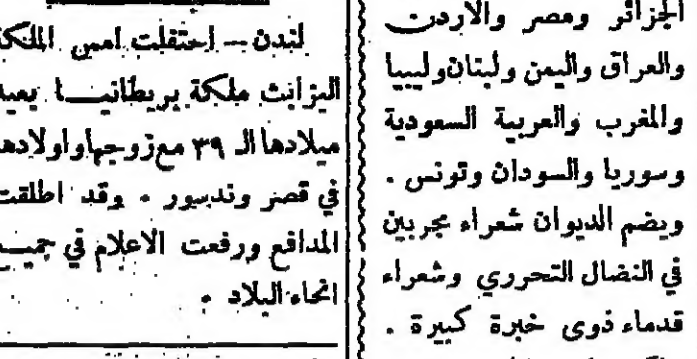 الجزائر ومصر والاردن
والعراق واليمن ولبنان وليبيا
والمغرب والعربية السعودية
وسوريا والسودان وتونس .
ويضم الديوان شعراء مجربين
في النضال التحرري وشعراء
قدماء ذوى خبرة كبيرة .
لندن – احتفلت امس الملكة
اليزابث ملكة بريطانيا بعيد
ميلادها الـ ٣٩ مع زوجها واولادها
في قصر وندسور . وقد اطلقت
المدافع ورفعت الاعلام في جميع
انحاء البلاد .